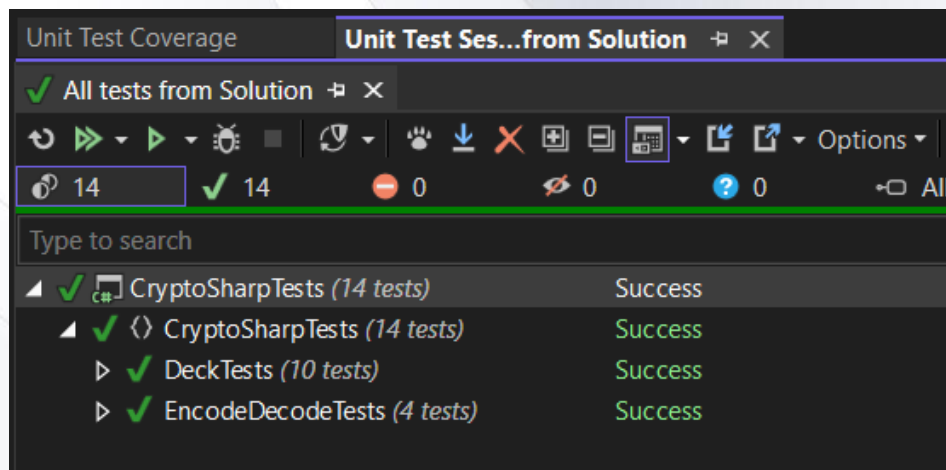 Unit Test Coverage Unit Test Ses...from Solution
All tests from Solution
Options
14 14 0 0 0 All
Type to search
CryptoSharpTests (14 tests) Success
CryptoSharpTests (14 tests) Success
DeckTests (10 tests) Success
EncodeDecodeTests (4 tests) Success